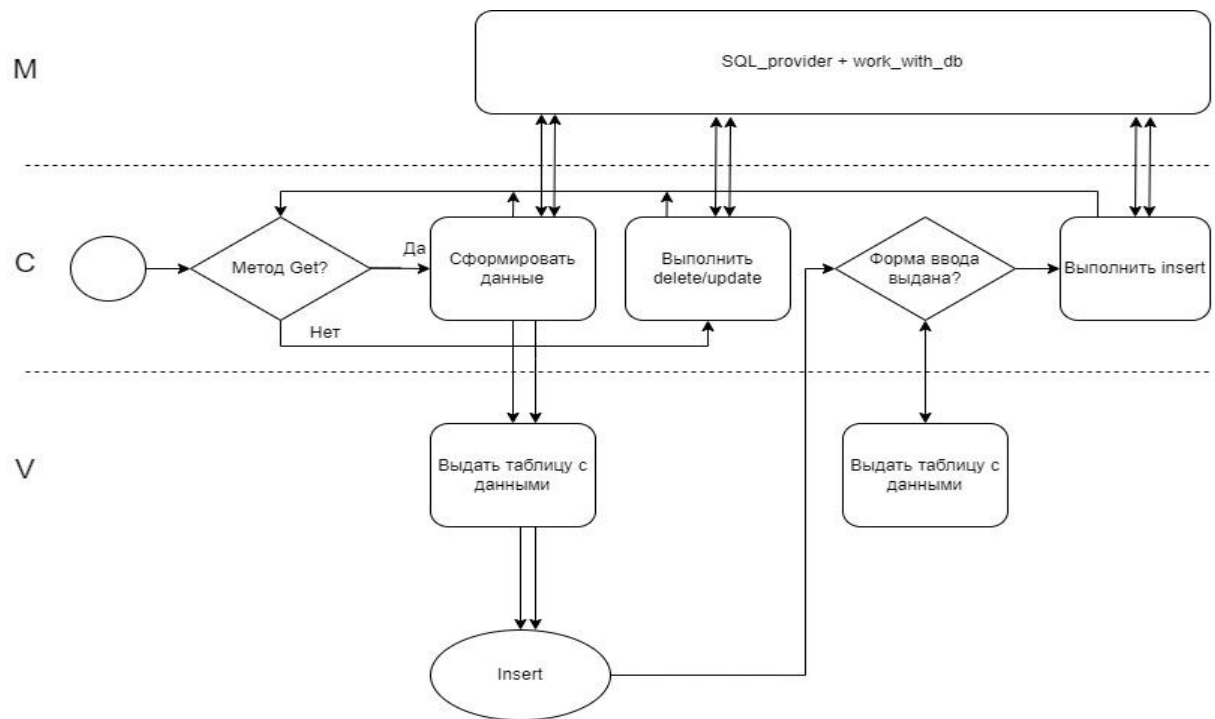 M
SQL_provider + work_with_db
C
Метод Get?
Да
Нет
Сформировать
данные
Выполнить
delete/update
Форма ввода
выдана?
Выполнить insert
V
Выдать таблицу с
данными
Выдать таблицу с
данными
Insert